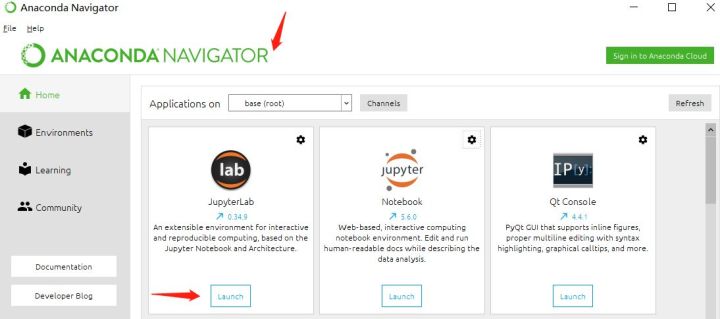 Anaconda Navigator
File Help
ANACONDA NAVIGATOR
Sign in to Anaconda Cloud
Home
Environments
Learning
Community
Documentation
Developer Blog
Applications on base (root) Channels Refresh
lab
JupyterLab
0.34.9
An extensible environment for interactive
and reproducible computing, based on the
Jupyter Notebook and Architecture.
Launch
jupyter
Notebook
5.6.0
Web-based, interactive computing
notebook environment. Edit and run
human-readable docs while describing the
data analysis.
Launch
IP[y]:
Qt Console
4.4.1
PyQt GUI that supports inline figures,
proper multiline editing with syntax
highlighting, graphical calltips, and more.
Launch